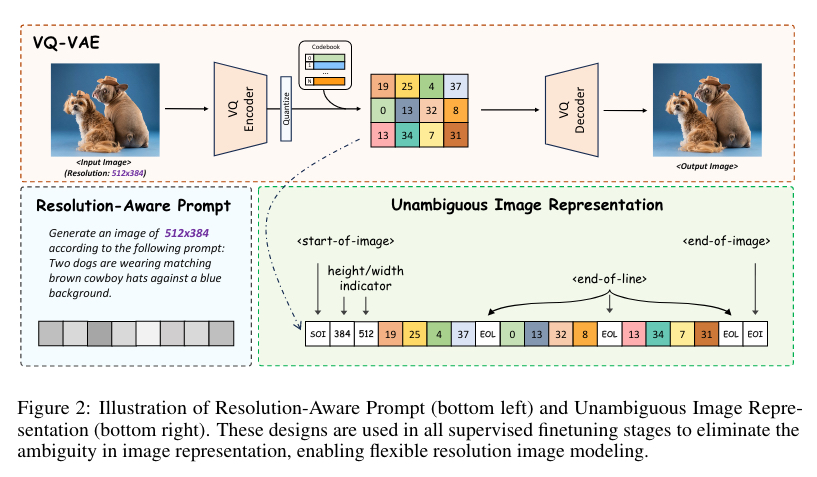 VQ-VAE
<Input Image>
(Resolution: 512x384)
VQ
Encoder
Quantize
Codebook
0
1
...
N
19 25 4 37
0 13 32 8
13 34 7 31
VQ
Decoder
<Output Image>
Resolution-Aware Prompt
Generate an image of 512x384
according to the following prompt:
Two dogs are wearing matching
brown cowboy hats against a blue
background.
Unambiguous Image Representation
<start-of-image>
<end-of-image>
height/width
indicator
<end-of-line>
SOI 384 512 19 25 4 37 EOL 0 13 32 8 EOL 13 34 7 31 EOL EOI
Figure 2: Illustration of Resolution-Aware Prompt (bottom left) and Unambiguous Image Repre-
sentation (bottom right). These designs are used in all supervised finetuning stages to eliminate the
ambiguity in image representation, enabling flexible resolution image modeling.